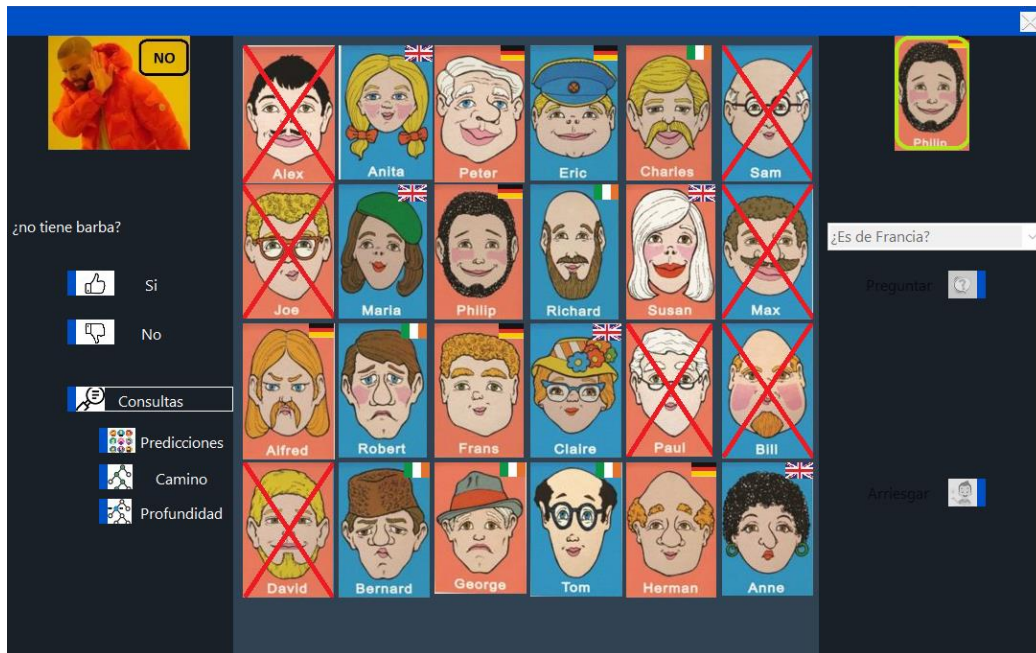 NO
¿no tiene barba?
Si
No
Consultas
Predicciones
Camino
Profundidad
Alex
Anita
Peter
Eric
Charles
Sam
Joe
Maria
Philip
Richard
Susan
Max
Alfred
Robert
Frans
Claire
Paul
Bill
David
Bernard
George
Tom
Herman
Anne
Philip
¿Es de Francia?
Preguntar
Arriesgar